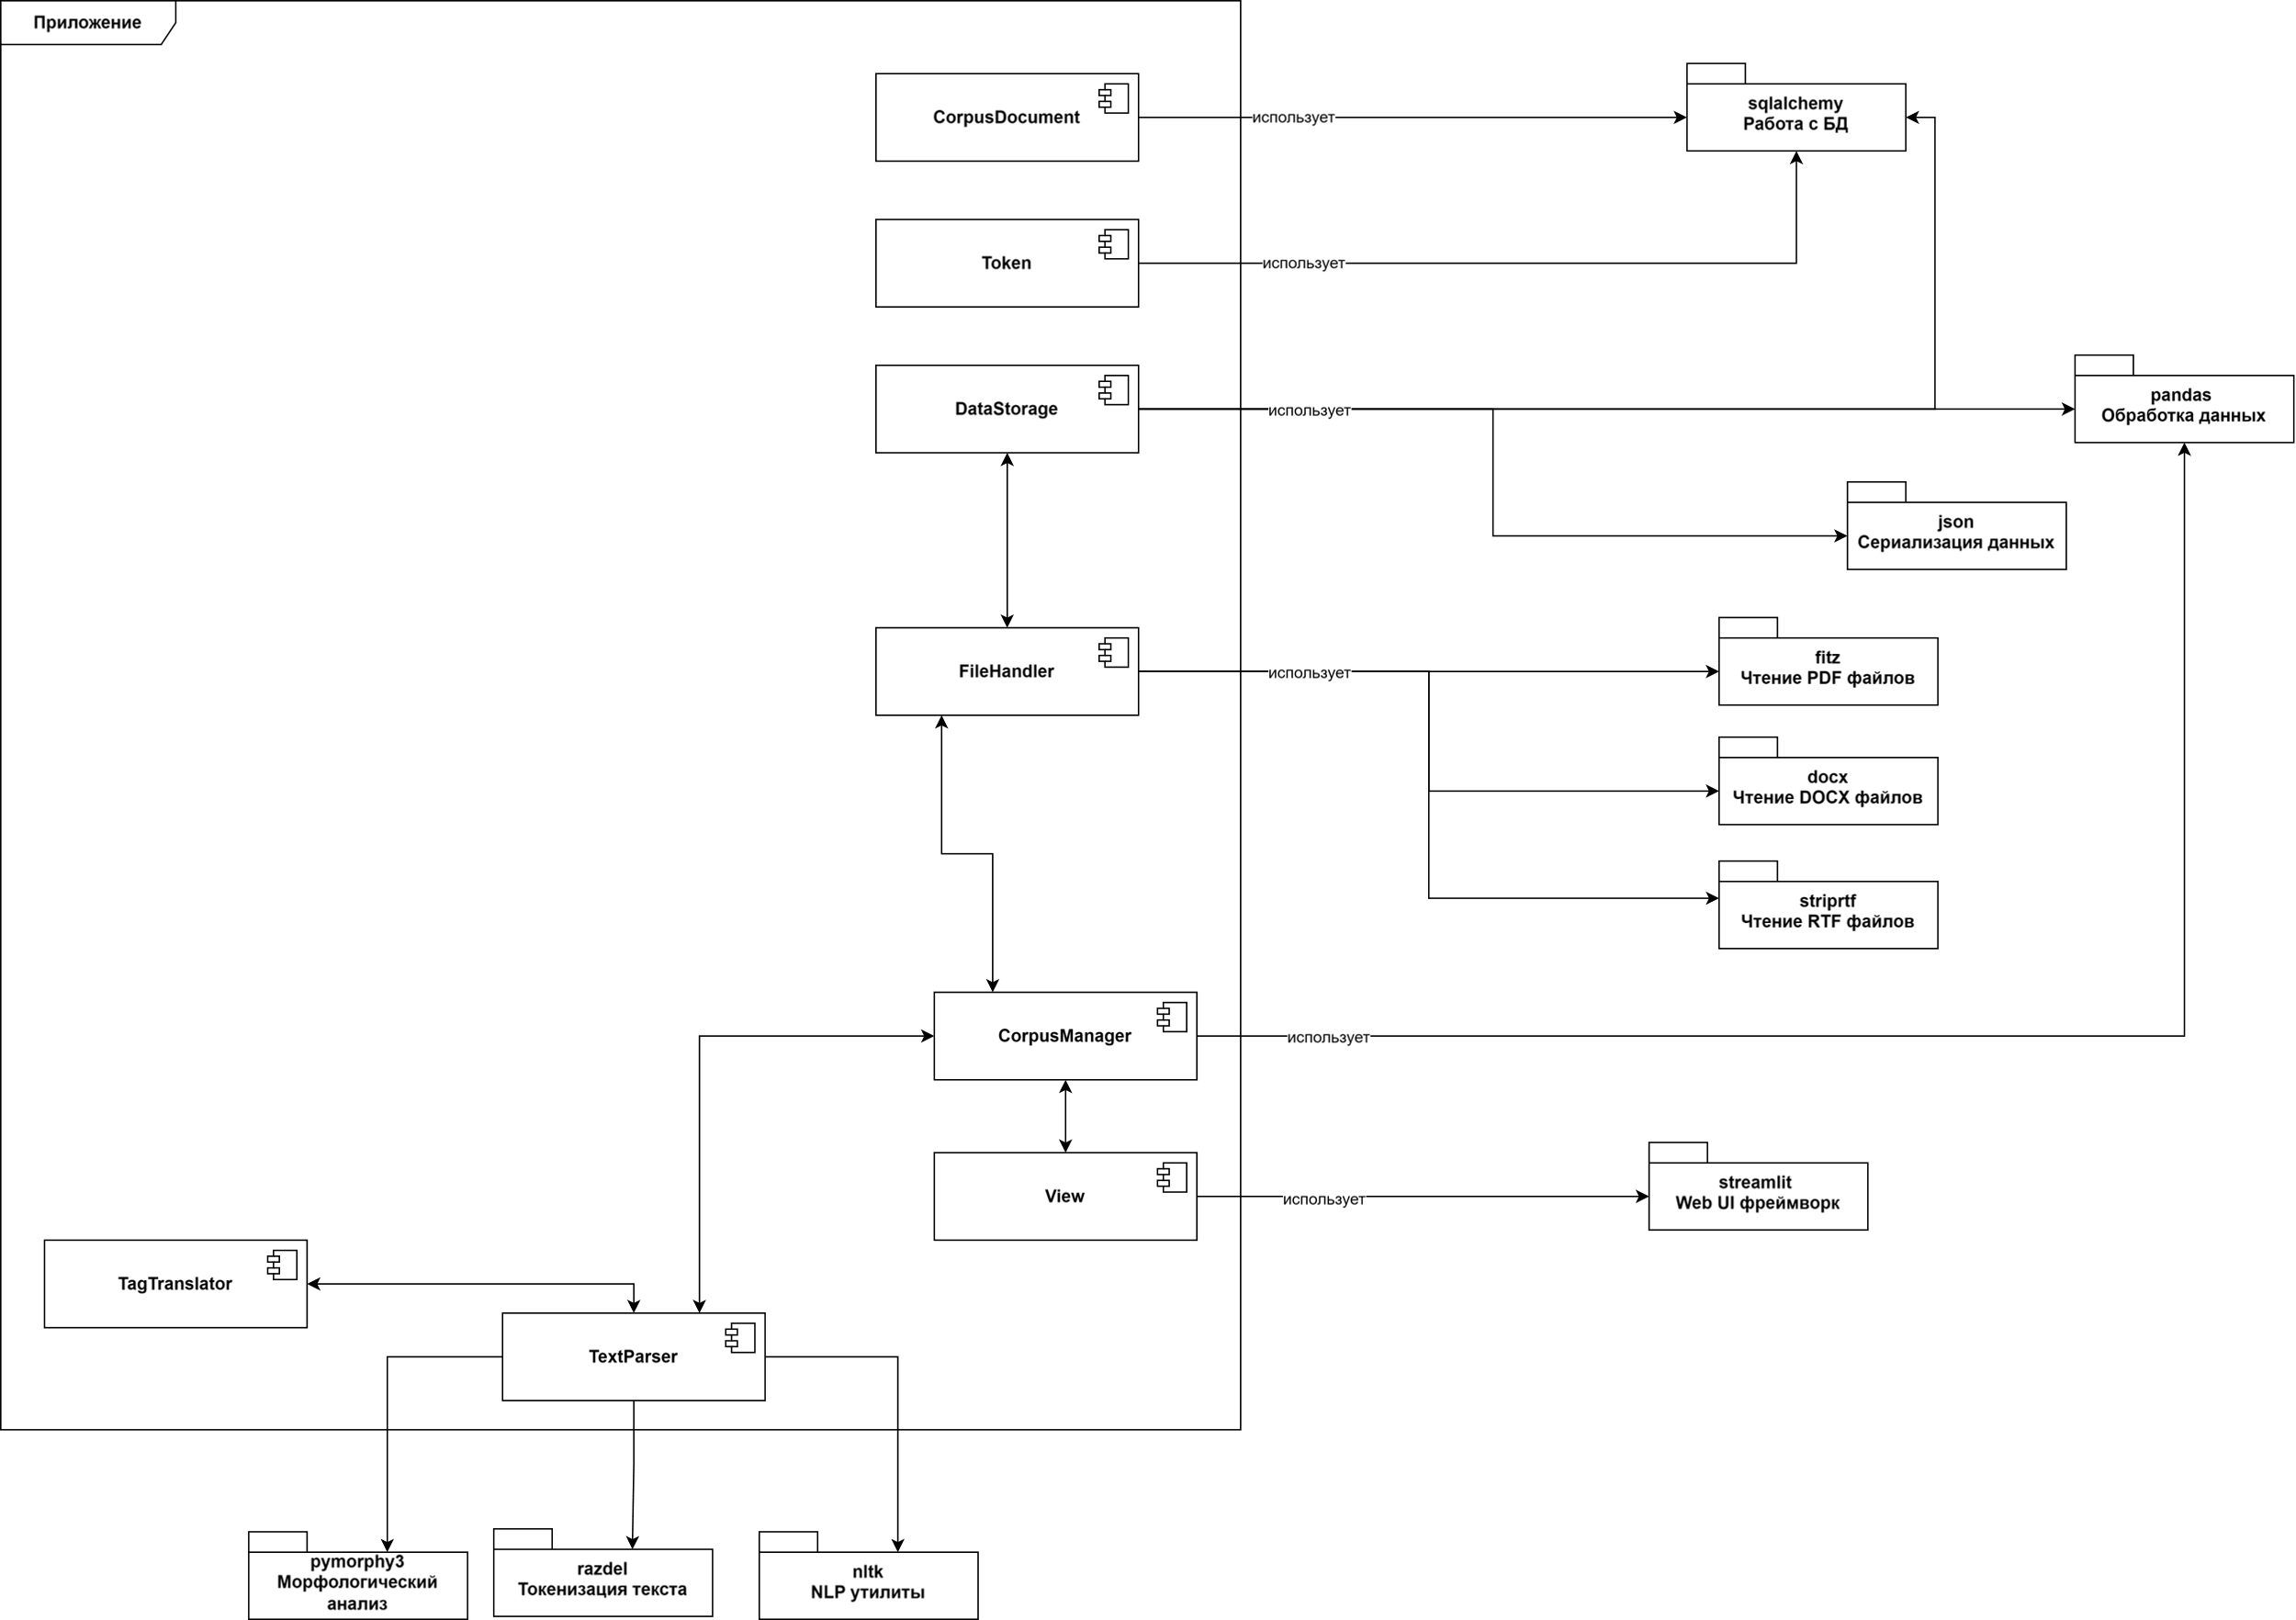 Приложение
CorpusDocument
использует
sqlalchemy
Работа с БД
Token
использует
DataStorage
использует
pandas
Обработка данных
json
Сериализация данных
FileHandler
использует
fitz
Чтение PDF файлов
docx
Чтение DOCX файлов
striprtf
Чтение RTF файлов
CorpusManager
использует
View
использует
streamlit
Web UI фреймворк
TagTranslator
TextParser
pymorphy3
Морфологический
анализ
razdel
Токенизация текста
nltk
NLP утилиты